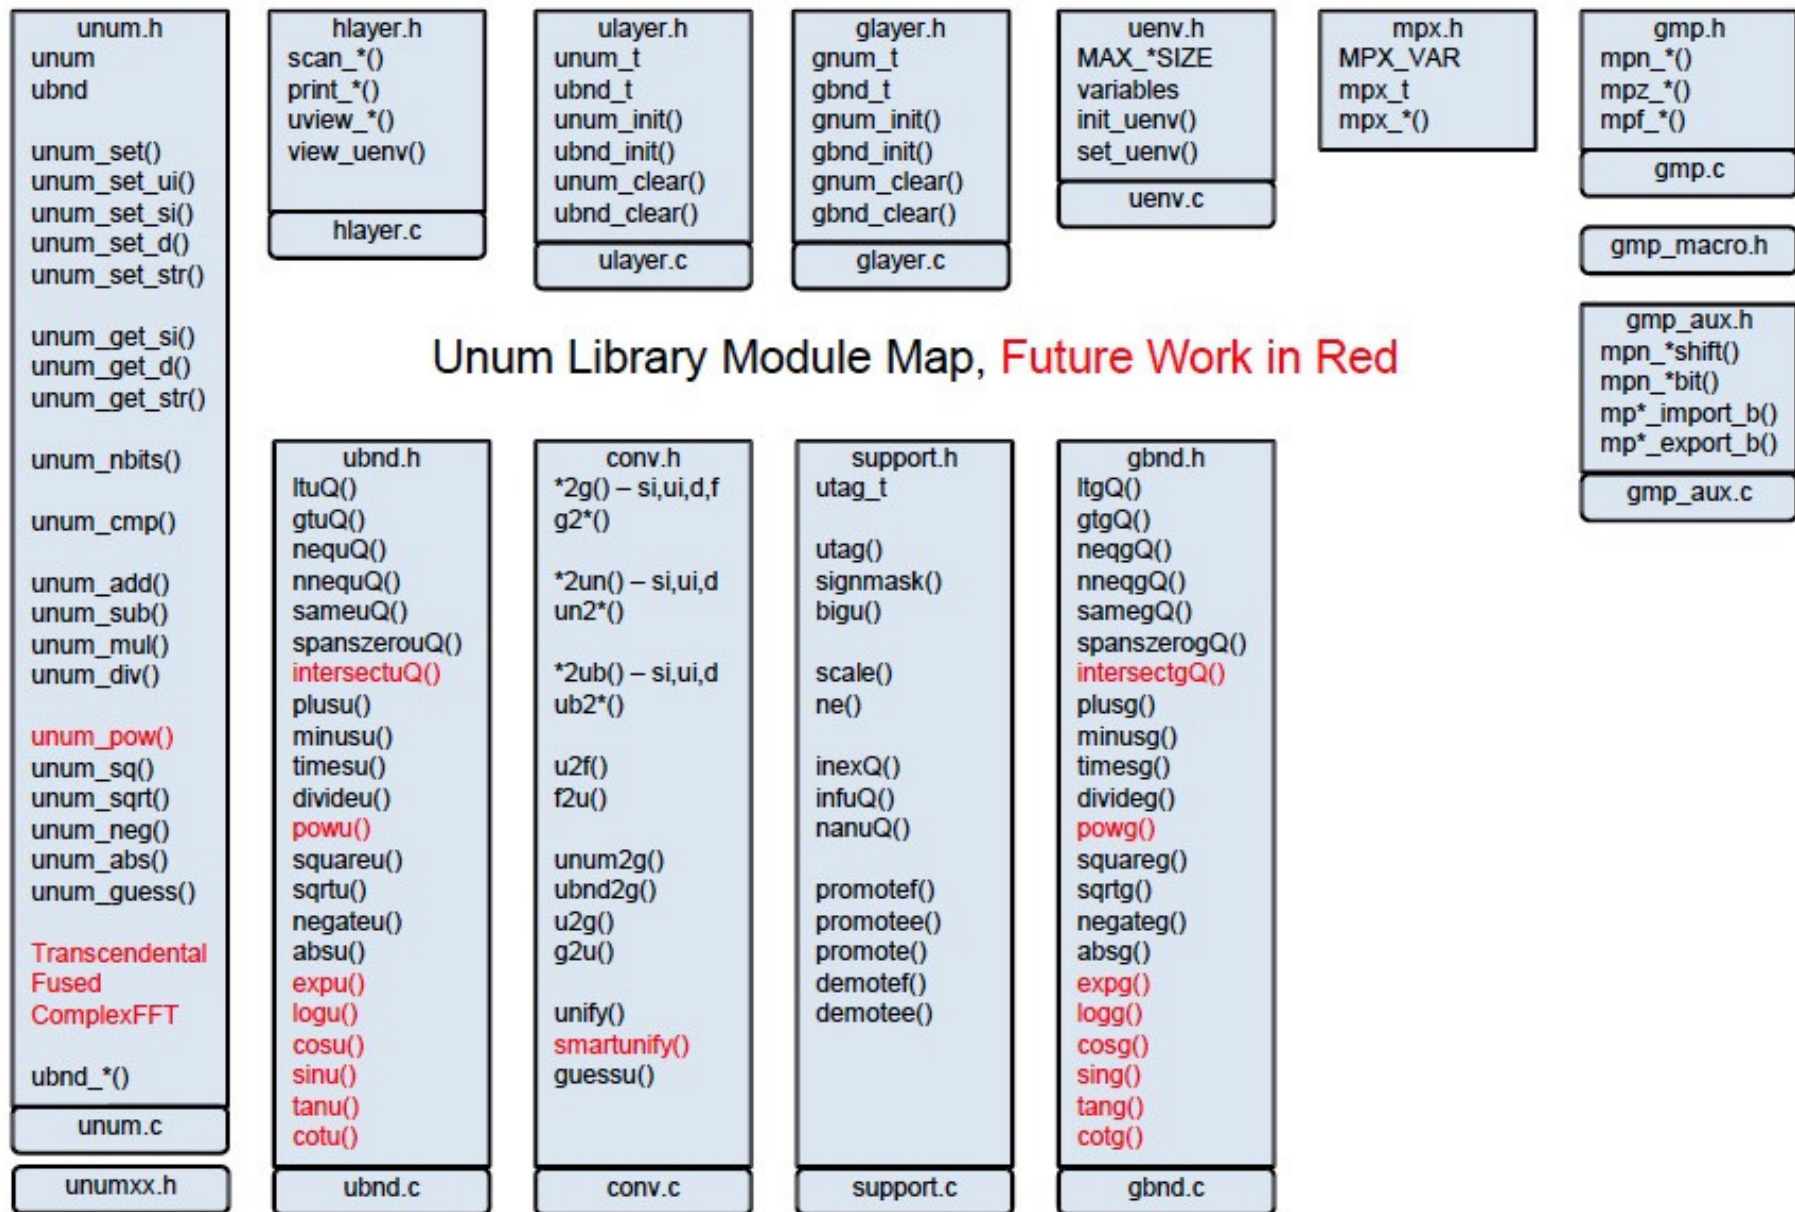 unum.h
unum
ubnd
unum_set()
unum_set_ui()
unum_set_si()
unum_set_d()
unum_set_str()
unum_get_si()
unum_get_d()
unum_get_str()
unum_nbits()
unum_cmp()
unum_add()
unum_sub()
unum_mul()
unum_div()
unum_pow()
unum_sq()
unum_sqrt()
unum_neg()
unum_abs()
unum_guess()
Transcendental
Fused
ComplexFFT
ubnd_*()
unum.c
unumxx.h
hlayer.h
scan_*()
print_*()
uview_*()
view_uenv()
hlayer.c
ulayer.h
unum_t
ubnd_t
unum_init()
ubnd_init()
unum_clear()
ubnd_clear()
ulayer.c
glayer.h
gnum_t
gbnd_t
gnum_init()
gbnd_init()
gnum_clear()
gbnd_clear()
glayer.c
uenv.h
MAX_*SIZE
variables
init_uenv()
set_uenv()
uenv.c
mpx.h
MPX_VAR
mpx_t
mpx_*()
gmp.h
mpn_*()
mpz_*()
mpf_*()
gmp.c
gmp_macro.h
gmp_aux.h
mpn_*shift()
mpn_*bit()
mp*_import_b()
mp*_export_b()
gmp_aux.c
Unum Library Module Map, Future Work in Red
ubnd.h
ltuQ()
gtuQ()
nequQ()
nnequQ()
sameuQ()
spanszerouQ()
intersectuQ()
plusu()
minusu()
timesu()
divideu()
powu()
squareu()
sqrtu()
negateu()
absu()
expu()
logu()
cosu()
sinu()
tanu()
cotu()
ubnd.c
conv.h
*2g() – si,ui,d,f
g2*()
*2un() – si,ui,d
un2*()
*2ub() – si,ui,d
ub2*()
u2f()
f2u()
unum2g()
ubnd2g()
u2g()
g2u()
unify()
smartunify()
guessu()
conv.c
support.h
utag_t
utag()
signmask()
bigu()
scale()
ne()
inexQ()
infuQ()
nanuQ()
promotef()
promotee()
promote()
demotef()
demotee()
support.c
gbnd.h
ltgQ()
gtgQ()
neqgQ()
nneqgQ()
samegQ()
spanszerogQ()
intersectgQ()
plusg()
minusg()
timesg()
divideg()
powg()
squareg()
sqrtg()
negateg()
absg()
expg()
logg()
cosg()
sing()
tang()
cotg()
gbnd.c